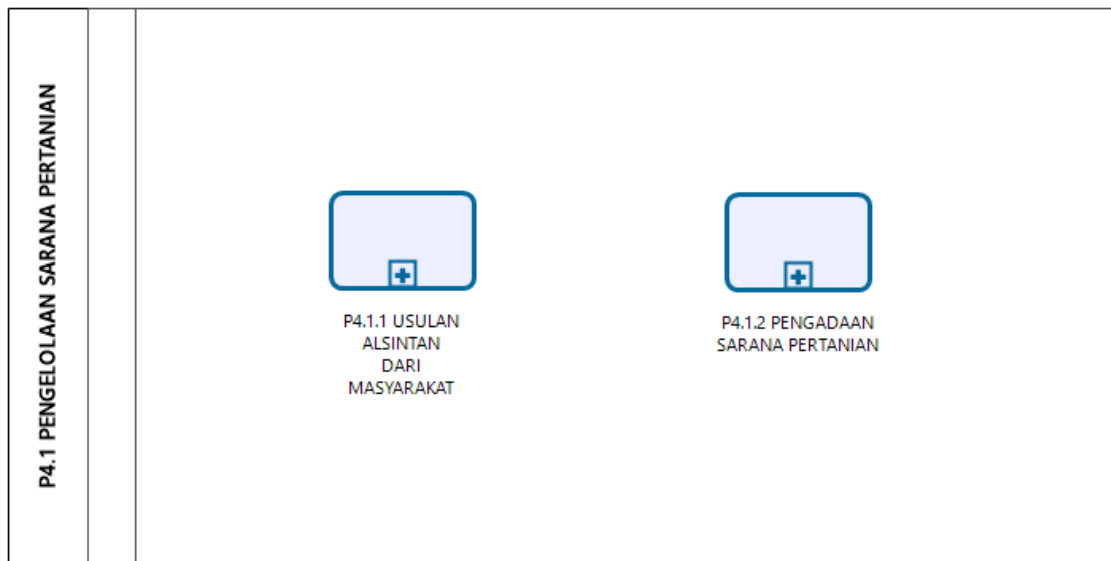 P4.1 PENGELOLAAN SARANA PERTANIAN
P4.1.1 USULAN
ALSINTAN
DARI
MASYARAKAT
P4.1.2 PENGADAAN
SARANA PERTANIAN